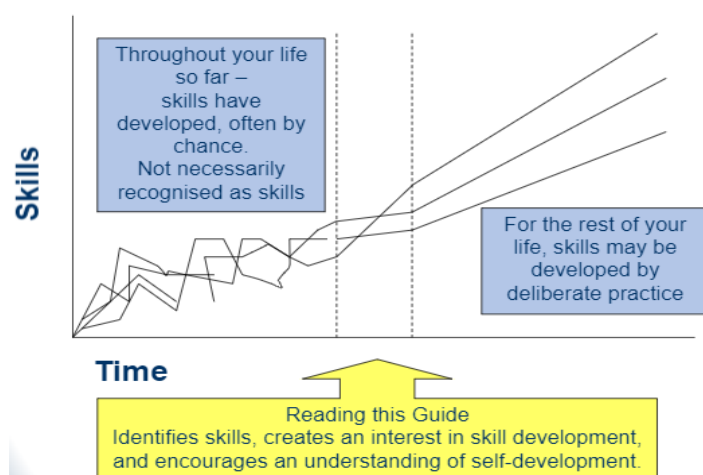 Throughout your life
so far –
skills have
developed, often by
chance.
Not necessarily
recognised as skills
Skills
For the rest of your
life, skills may be
developed by
deliberate practice
Time
Reading this Guide
Identifies skills, creates an interest in skill development,
and encourages an understanding of self-development.